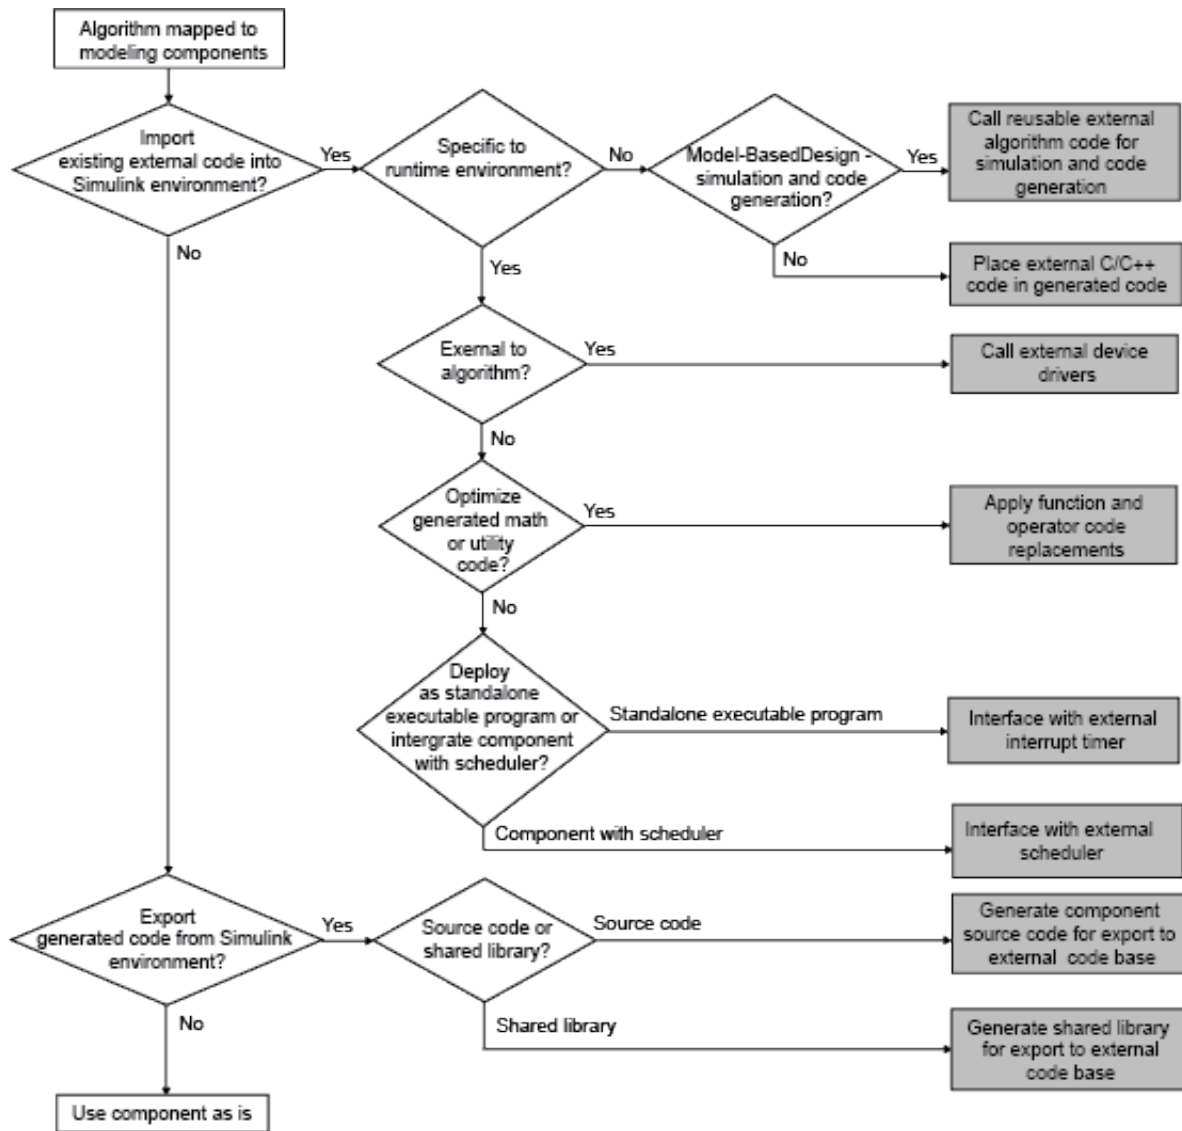 Algorithm mapped to
modeling components
Import
existing external code into
Simulink environment?
Yes
No
Specific to
runtime environment?
No
Yes
Model-BasedDesign -
simulation and code
generation?
Yes
No
Call reusable external
algorithm code for
simulation and code
generation
Place external C/C++
code in generated code
Exernal to
algorithm?
Yes
No
Call external device
drivers
Optimize
generated math
or utility
code?
Yes
No
Apply function and
operator code
replacements
Deploy
as standalone
executable program or
intergrate component
with scheduler?
Standalone executable program
Interface with external
interrupt timer
Component with scheduler
Interface with external
scheduler
Export
generated code from Simulink
environment?
Yes
No
Source code or
shared library?
Source code
Generate component
source code for export to
external code base
Shared library
Generate shared library
for export to external
code base
Use component as is